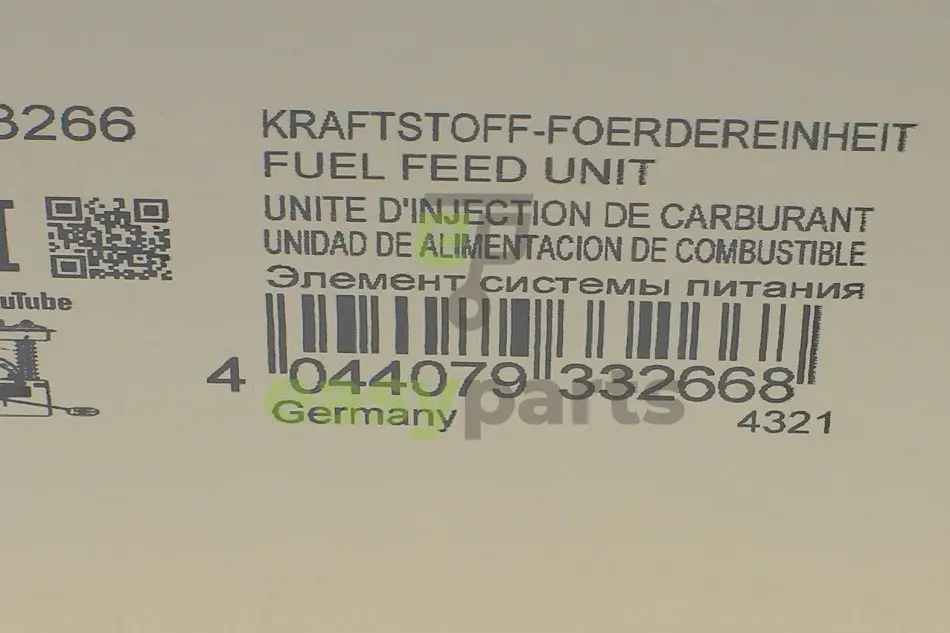 3266
KRAFTSTOFF-FOERDEREINHEIT
FUEL FEED UNIT
UNITE D'INJECTION DE CARBURANT
UNIDAD DE ALIMENTACION DE COMBUSTIBLE
Элемент системы питания
uTube
4 044079 332668
easyparts
Germany
4321